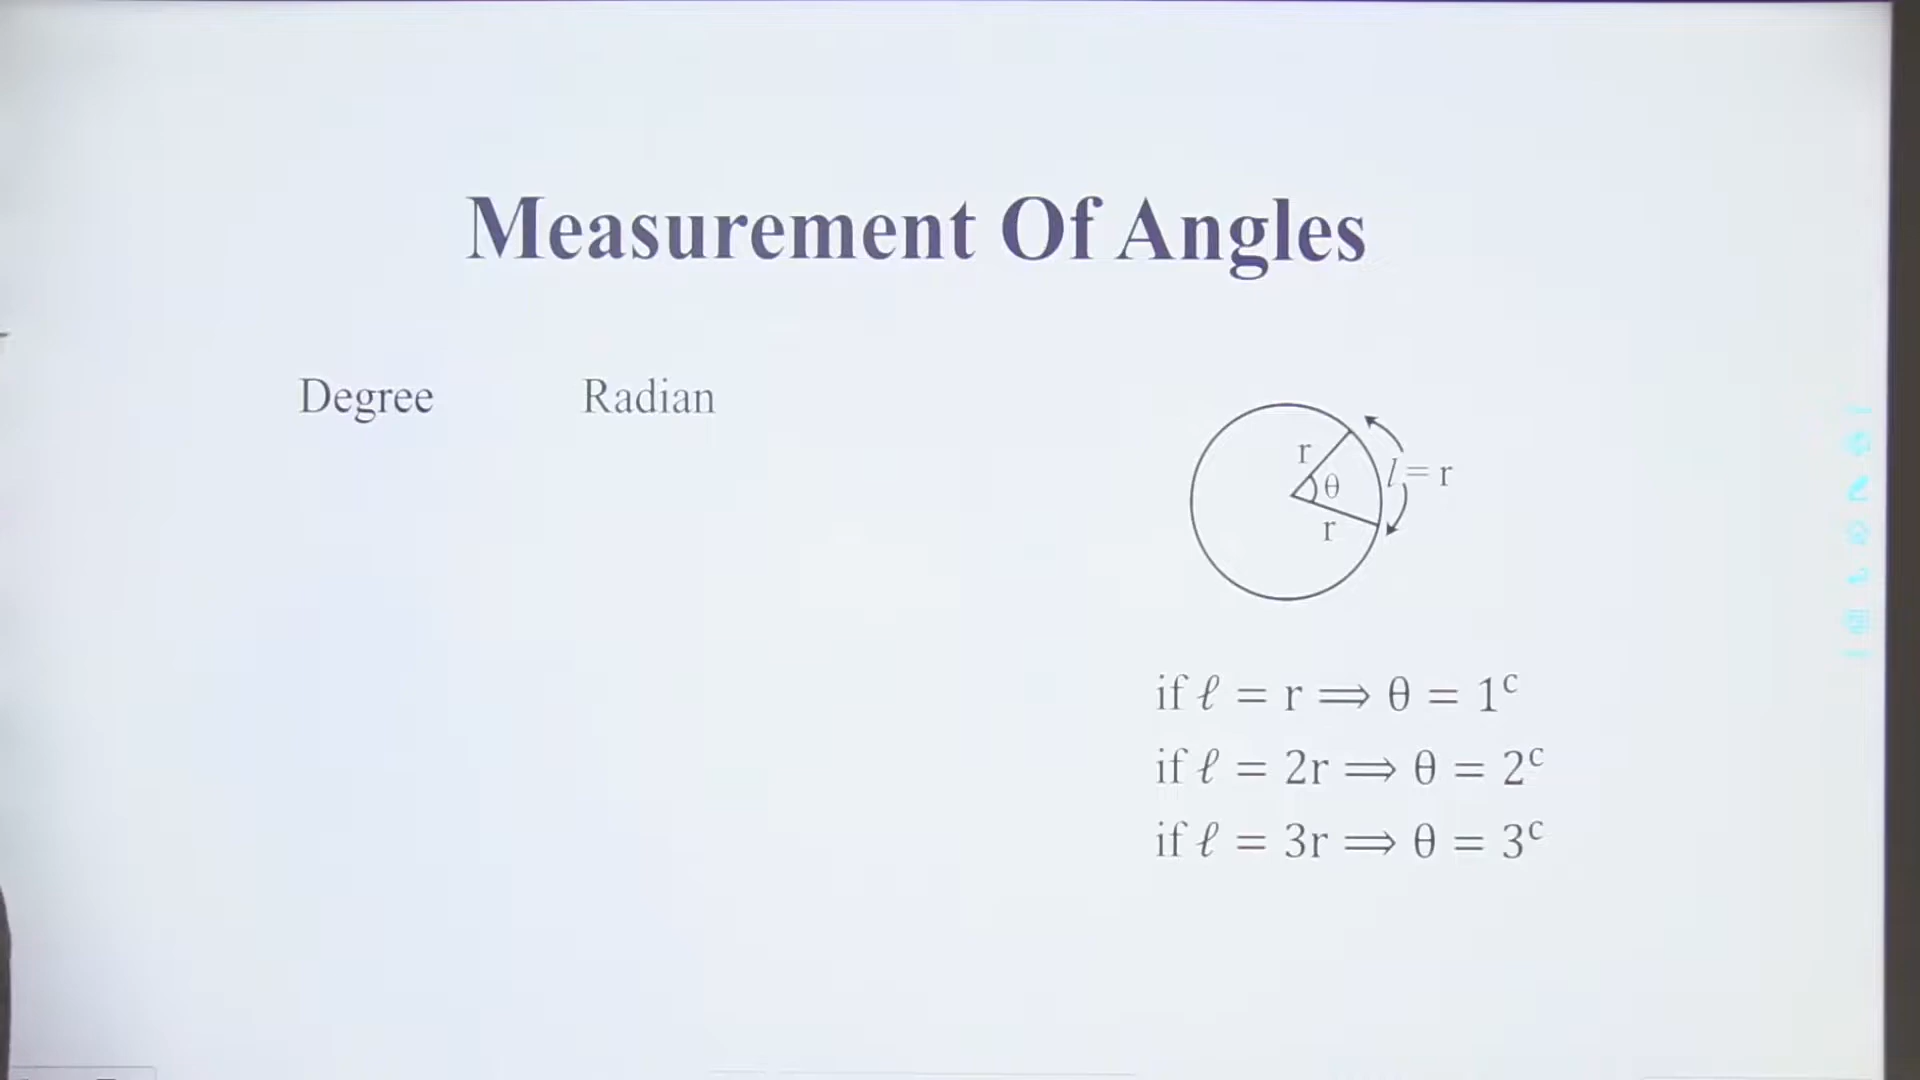 Measurement Of Angles
Degree Radian
r
θ
l = r
r
if ℓ = r ⟹ θ = 1ᶜ
if ℓ = 2r ⟹ θ = 2ᶜ
if ℓ = 3r ⟹ θ = 3ᶜ